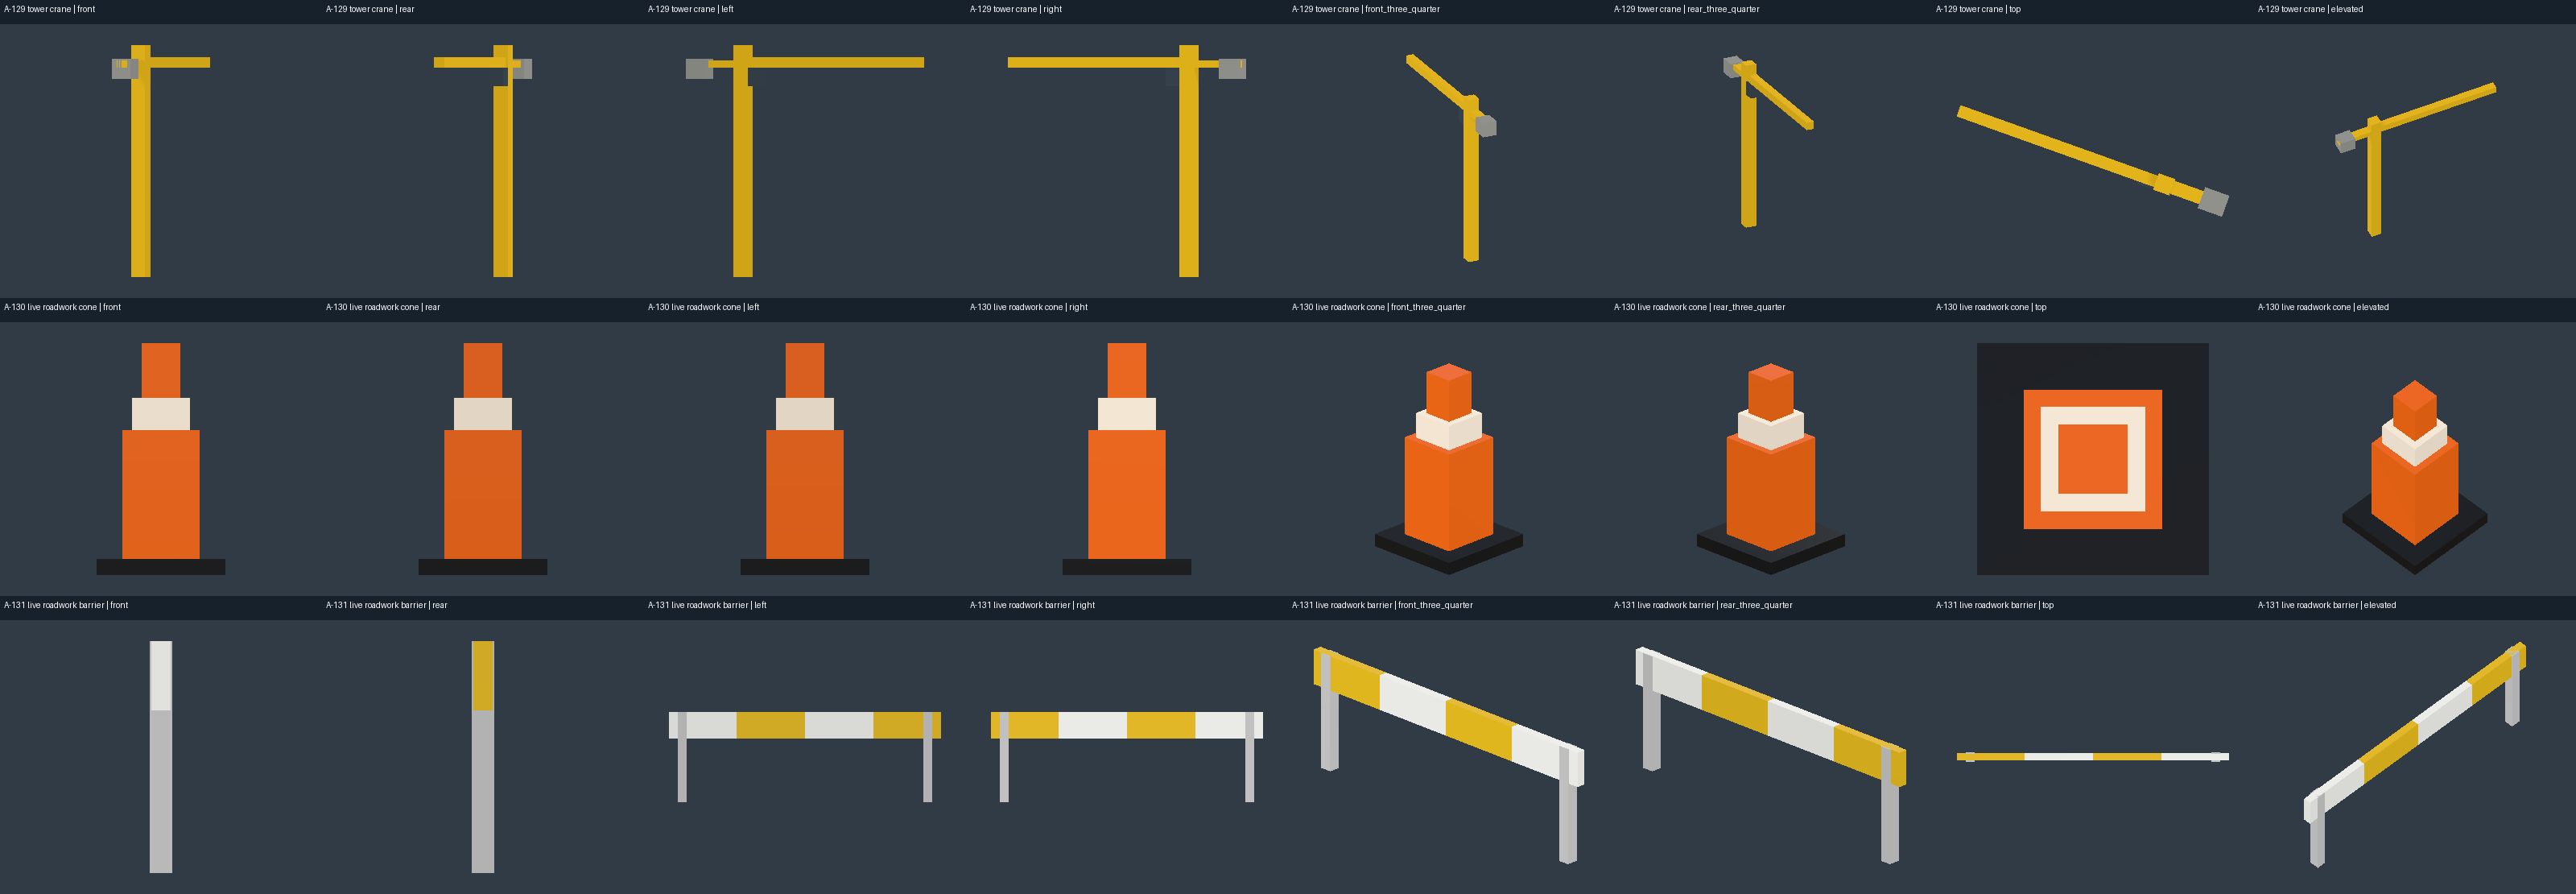 A-129 tower crane | front
A-129 tower crane | rear
A-129 tower crane | left
A-129 tower crane | right
A-129 tower crane | front_three_quarter
A-129 tower crane | rear_three_quarter
A-129 tower crane | top
A-129 tower crane | elevated
A-130 live roadwork cone | front
A-130 live roadwork cone | rear
A-130 live roadwork cone | left
A-130 live roadwork cone | right
A-130 live roadwork cone | front_three_quarter
A-130 live roadwork cone | rear_three_quarter
A-130 live roadwork cone | top
A-130 live roadwork cone | elevated
A-131 live roadwork barrier | front
A-131 live roadwork barrier | rear
A-131 live roadwork barrier | left
A-131 live roadwork barrier | right
A-131 live roadwork barrier | front_three_quarter
A-131 live roadwork barrier | rear_three_quarter
A-131 live roadwork barrier | top
A-131 live roadwork barrier | elevated